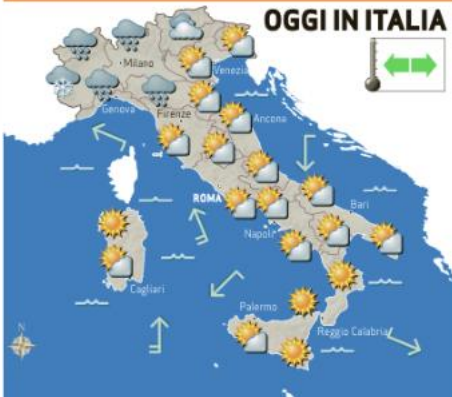 OGGI IN ITALIA
Milano
Venezia
Genova
Firenze
Ancona
ROMA
Bari
Napoli
Cagliari
Palermo
Reggio Calabria